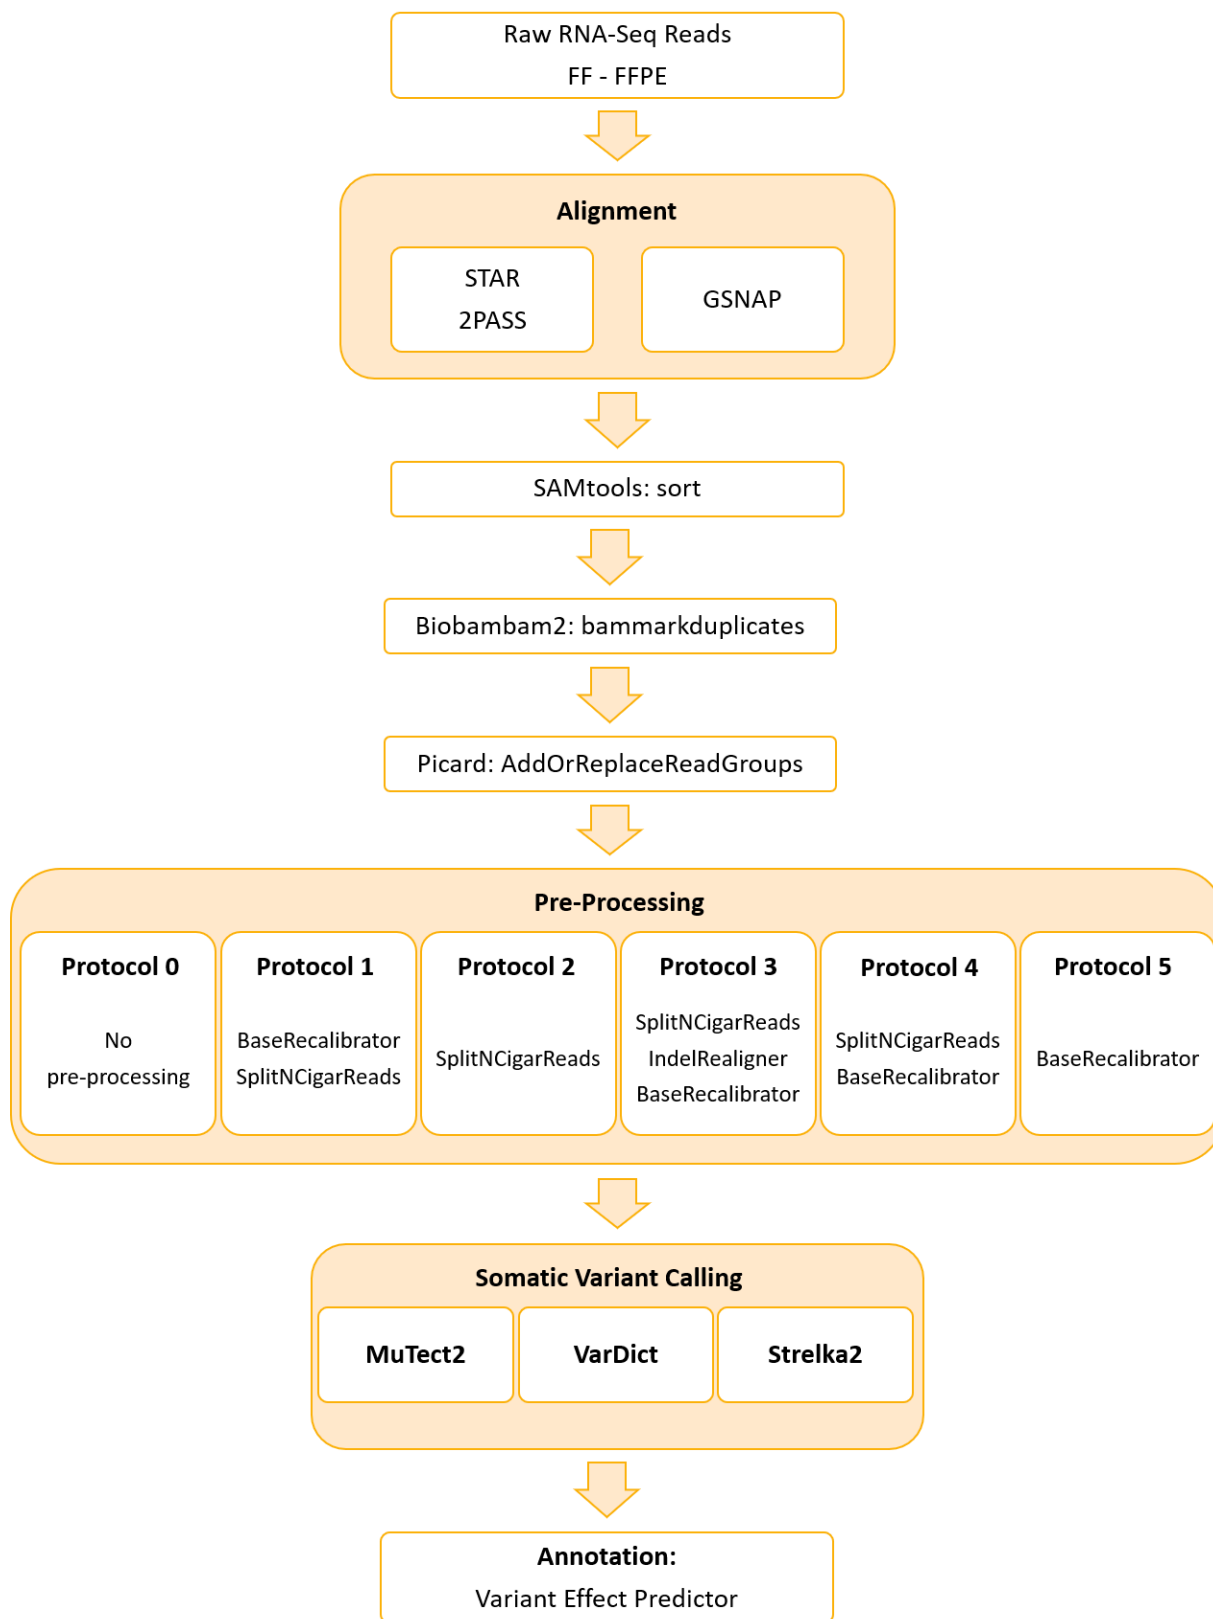 Raw RNA-Seq Reads
FF - FFPE
Alignment
STAR
2PASS
GSNAP
SAMtools: sort
Biobambam2: bammarkduplicates
Picard: AddOrReplaceReadGroups
Pre-Processing
Protocol 0
No
pre-processing
Protocol 1
BaseRecalibrator
SplitNCigarReads
Protocol 2
SplitNCigarReads
Protocol 3
SplitNCigarReads
IndelRealigner
BaseRecalibrator
Protocol 4
SplitNCigarReads
BaseRecalibrator
Protocol 5
BaseRecalibrator
Somatic Variant Calling
MuTect2
VarDict
Strelka2
Annotation:
Variant Effect Predictor